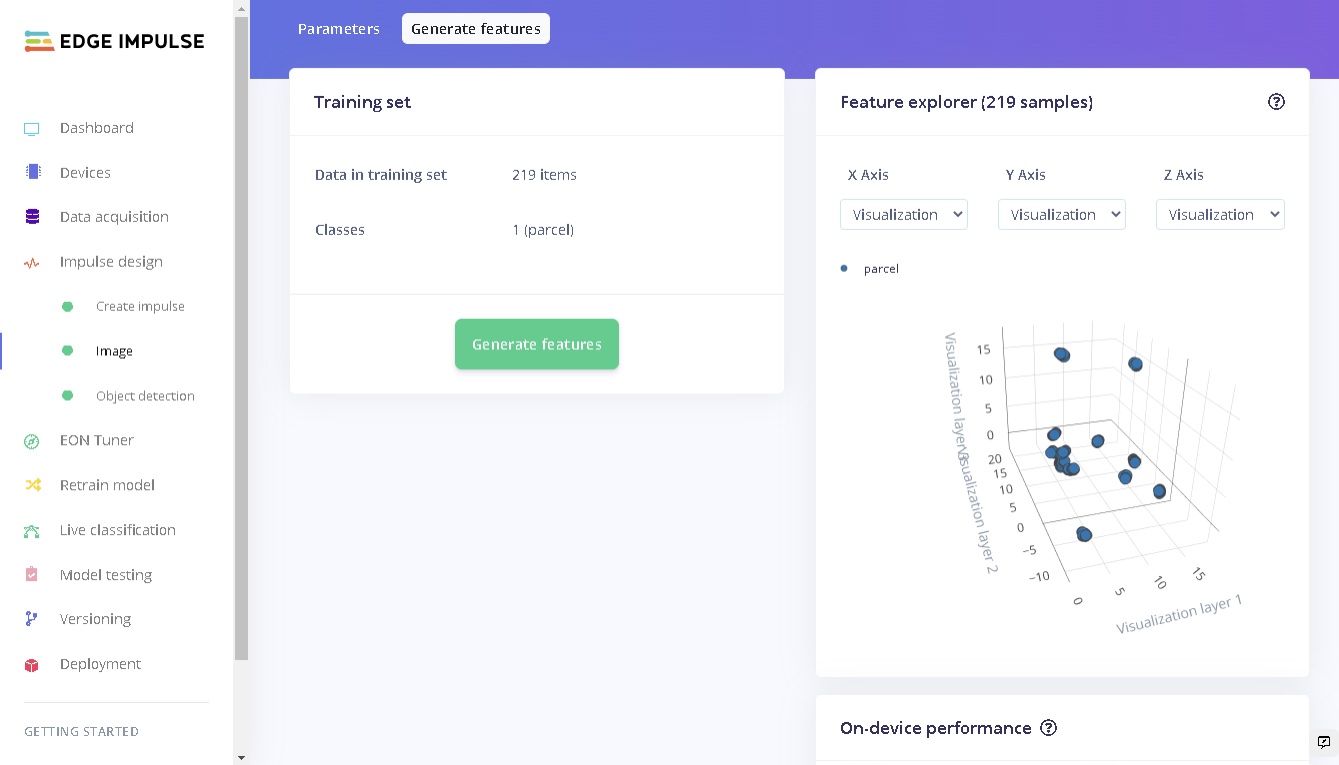 EDGE IMPULSE
Dashboard
Devices
Data acquisition
Impulse design
Create impulse
Image
Object detection
EON Tuner
Retrain model
Live classification
Model testing
Versioning
Deployment
GETTING STARTED
Parameters
Generate features
Training set
Data in training set 219 items
Classes 1 (parcel)
Generate features
Feature explorer (219 samples)
X Axis Y Axis Z Axis
Visualization Visualization Visualization
parcel
15
10
5
0
Visualization layer 3
20
15
10
5
0
−5
−10
Visualization layer 2
0 5 10 15
Visualization layer 1
On-device performance